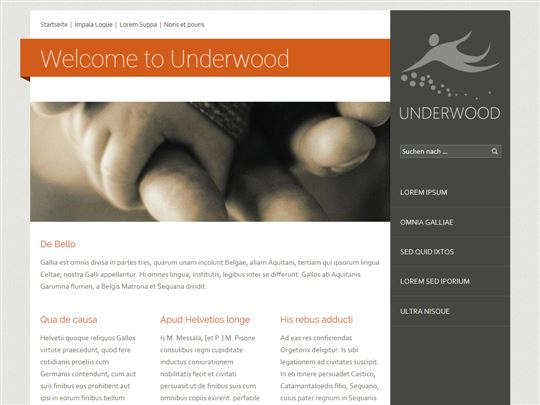 Startseite | Impala Loque | Lorem Suppa | Noris et pouris
Welcome to Underwood
UNDERWOOD
Suchen nach ...
LOREM IPSUM
OMNIA GALLIAE
SED QUID IXTOS
LOREM SED IPORIUM
ULTRA NISQUE
De Bello
Gallia est omnis divisa in partes tres, quarum unam incolunt Belgae, aliam Aquitani, tertiam qui ipsorum lingua
Celtae, nostra Galli appellantur. Hi omnes lingua, institutis, legibus inter se differunt. Gallos ab Aquitanis
Garumna flumen, a Belgis Matrona et Sequana dividit.
Qua de causa
Helvetii quoque reliquos Gallos
virtute praecedunt, quod fere
cotidianis proeliis cum
Germanis contendunt, cum aut
suis finibus eos prohibent aut
ipsi in eorum finibus bellum
Apud Helvetios longe
Is M. Messala, [et P.] M. Pisone
consulibus regni cupiditate
inductus coniurationem
nobilitatis fecit et civitati
persuasit ut de finibus suis cum
omnibus copiis exirent: perfacile
His rebus adducti
Ad eas res conficiendas
Orgetorix deligitur. Is sibi
legationem ad civitates suscipit.
In eo itinere persuadet Castico,
Catamantaloedis filio, Sequano,
cuius pater regnum in Sequanis